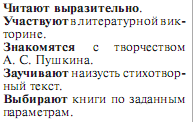 Читают выразительно.
Участвуют в литературной вик-
торине.
Знакомятся с творчеством
А. С. Пушкина.
Заучивают наизусть стихотвор-
ный текст.
Выбирают книги по заданным
параметрам.